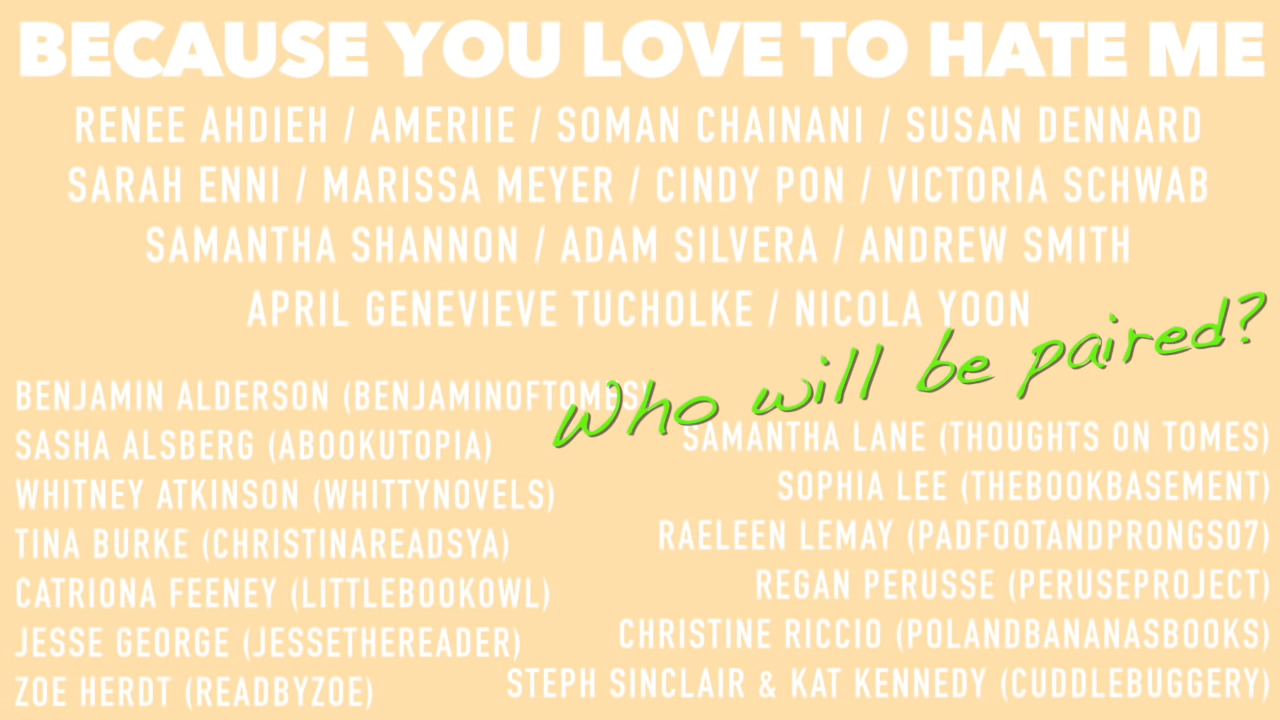 BECAUSE YOU LOVE TO HATE ME
RENEE AHDIEH / AMERIIE / SOMAN CHAINANI / SUSAN DENNARD
SARAH ENNI / MARISSA MEYER / CINDY PON / VICTORIA SCHWAB
SAMANTHA SHANNON / ADAM SILVERA / ANDREW SMITH
APRIL GENEVIEVE TUCHOLKE / NICOLA YOON
Who will be paired?
BENJAMIN ALDERSON (BENJAMINOFTOMES)
SASHA ALSBERG (ABOOKUTOPIA)
WHITNEY ATKINSON (WHITTYNOVELS)
TINA BURKE (CHRISTINAREADSYA)
CATRIONA FEENEY (LITTLEBOOKOWL)
JESSE GEORGE (JESSETHEREADER)
ZOE HERDT (READBYZOE)
SAMANTHA LANE (THOUGHTS ON TOMES)
SOPHIA LEE (THEBOOKBASEMENT)
RAELEEN LEMAY (PADFOOTANDPRONGS07)
REGAN PERUSSE (PERUSEPROJECT)
CHRISTINE RICCIO (POLANDBANANASBOOKS)
STEPH SINCLAIR & KAT KENNEDY (CUDDLEBUGGERY)